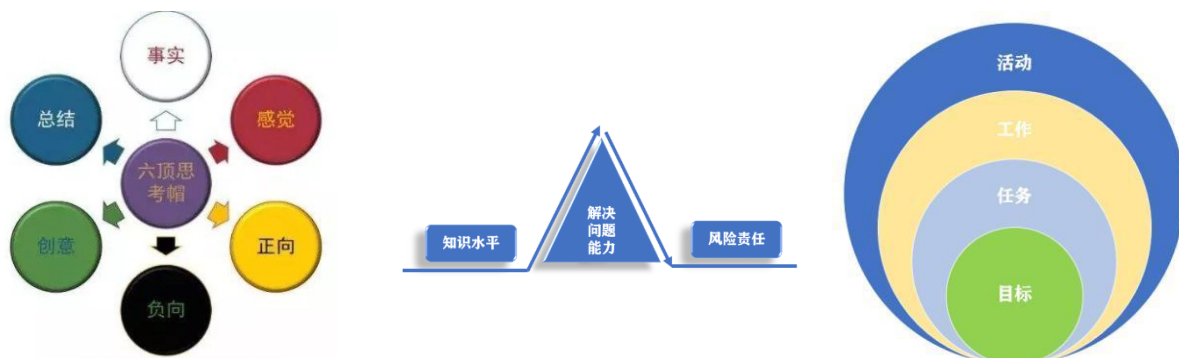 事实
总结
感觉
六顶思
考帽
创意
正向
负向
知识水平
解决
问题
能力
风险责任
活动
工作
任务
目标